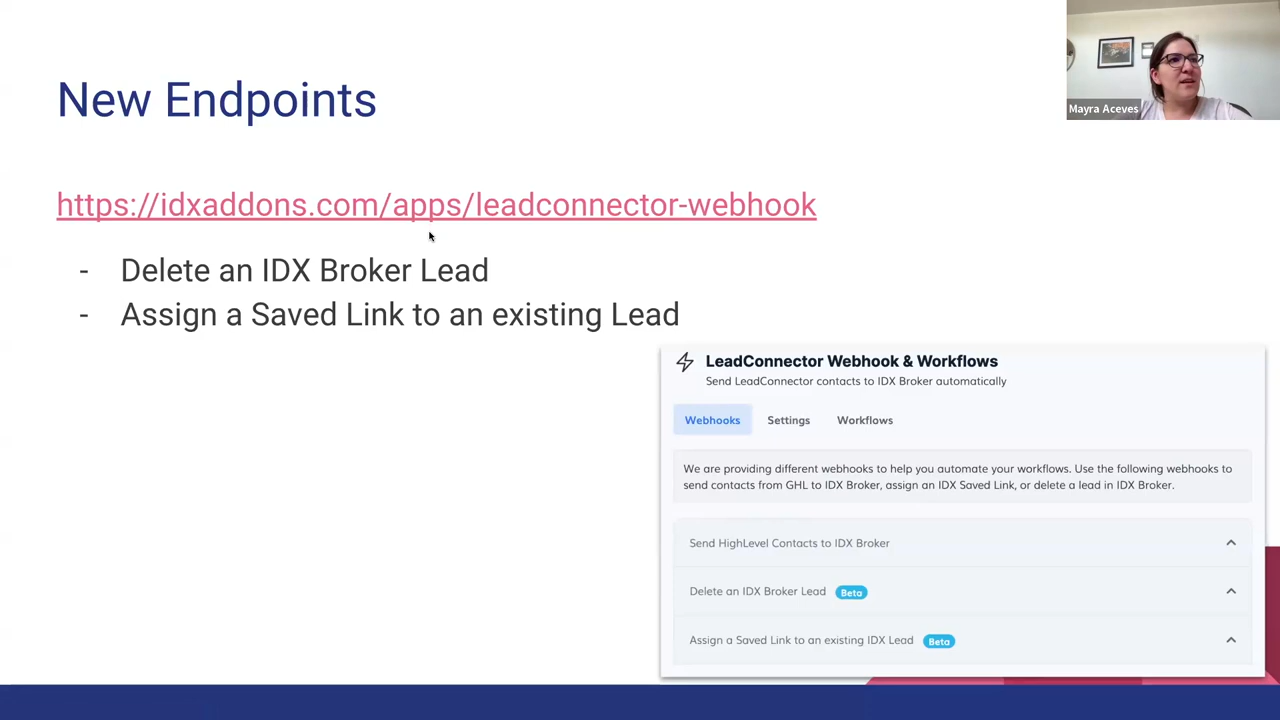 New Endpoints
Mayra Aceves
https://idxaddons.com/apps/leadconnector-webhook
- Delete an IDX Broker Lead
- Assign a Saved Link to an existing Lead
LeadConnector Webhook & Workflows
Send LeadConnector contacts to IDX Broker automatically
Webhooks Settings Workflows
We are providing different webhooks to help you automate your workflows. Use the following webhooks to
send contacts from GHL to IDX Broker, assign an IDX Saved Link, or delete a lead in IDX Broker.
Send HighLevel Contacts to IDX Broker
Delete an IDX Broker Lead Beta
Assign a Saved Link to an existing IDX Lead Beta